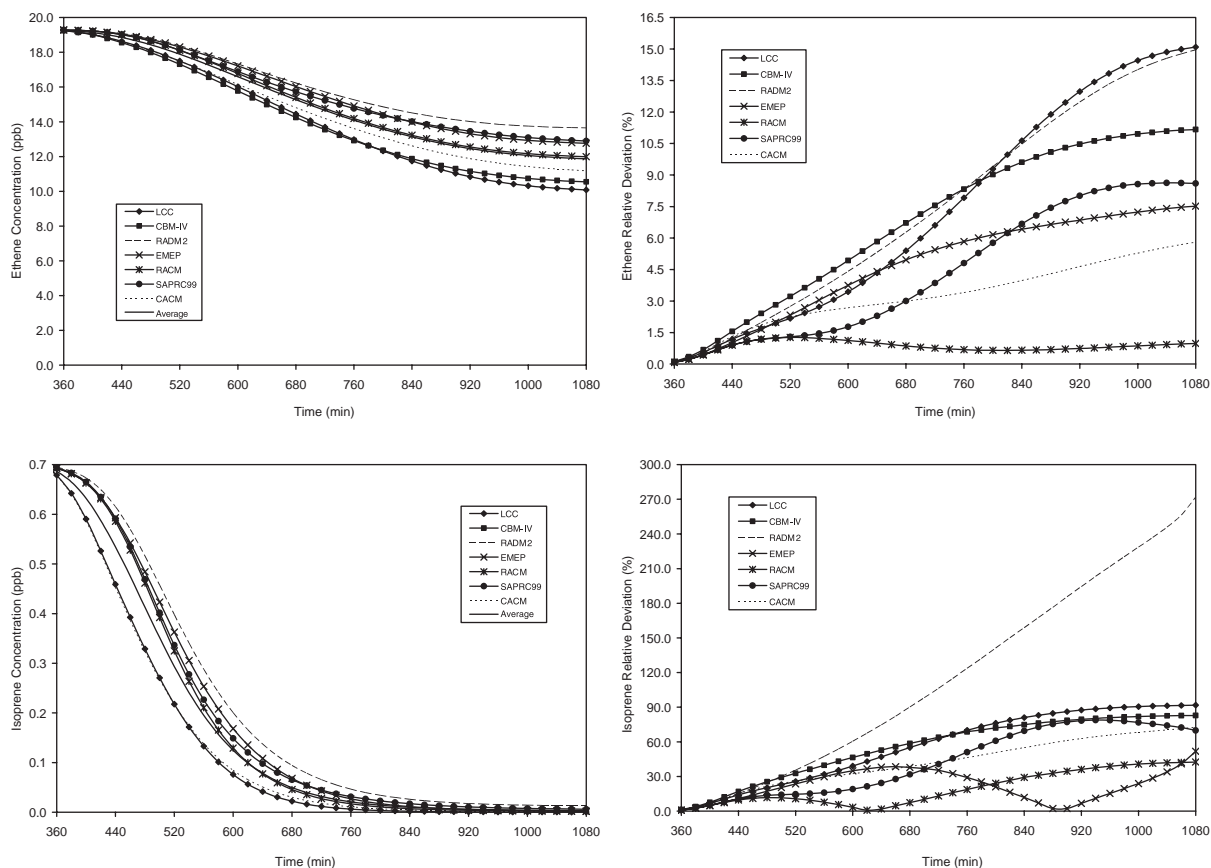 20.0
18.0
16.0
14.0
12.0
10.0
8.0
6.0
4.0
2.0
0.0
Ethene Concentration (ppb)
LCC
CBM-IV
RADM2
EMEP
RACM
SAPRC99
CACM
Average
360 440 520 600 680 760 840 920 1000 1080
Time (min)
16.5
15.0
13.5
12.0
10.5
9.0
7.5
6.0
4.5
3.0
1.5
0.0
Ethene Relative Deviation (%)
LCC
CBM-IV
RADM2
EMEP
RACM
SAPRC99
CACM
360 440 520 600 680 760 840 920 1000 1080
Time (min)
0.7
0.6
0.5
0.4
0.3
0.2
0.1
0.0
Isoprene Concentration (ppb)
LCC
CBM-IV
RADM2
EMEP
RACM
SAPRC99
CACM
Average
360 440 520 600 680 760 840 920 1000 1080
Time (min)
300.0
270.0
240.0
210.0
180.0
150.0
120.0
90.0
60.0
30.0
0.0
Isoprene Relative Deviation (%)
LCC
CBM-IV
RADM2
EMEP
RACM
SAPRC99
CACM
360 440 520 600 680 760 840 920 1000 1080
Time (min)